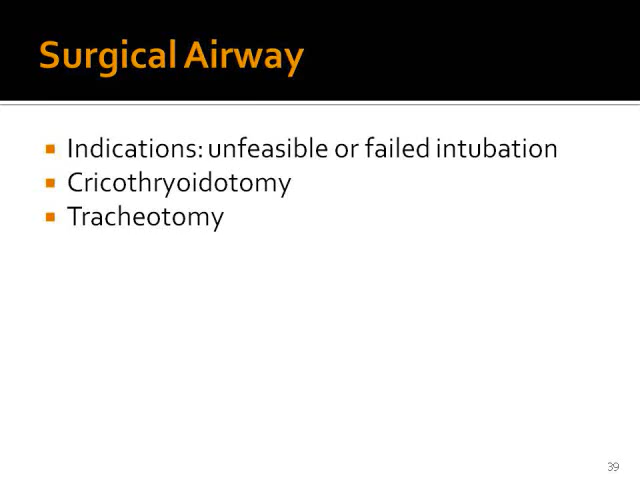 Surgical Airway
Indications: unfeasible or failed intubation
Cricothryoidotomy
Tracheotomy
39